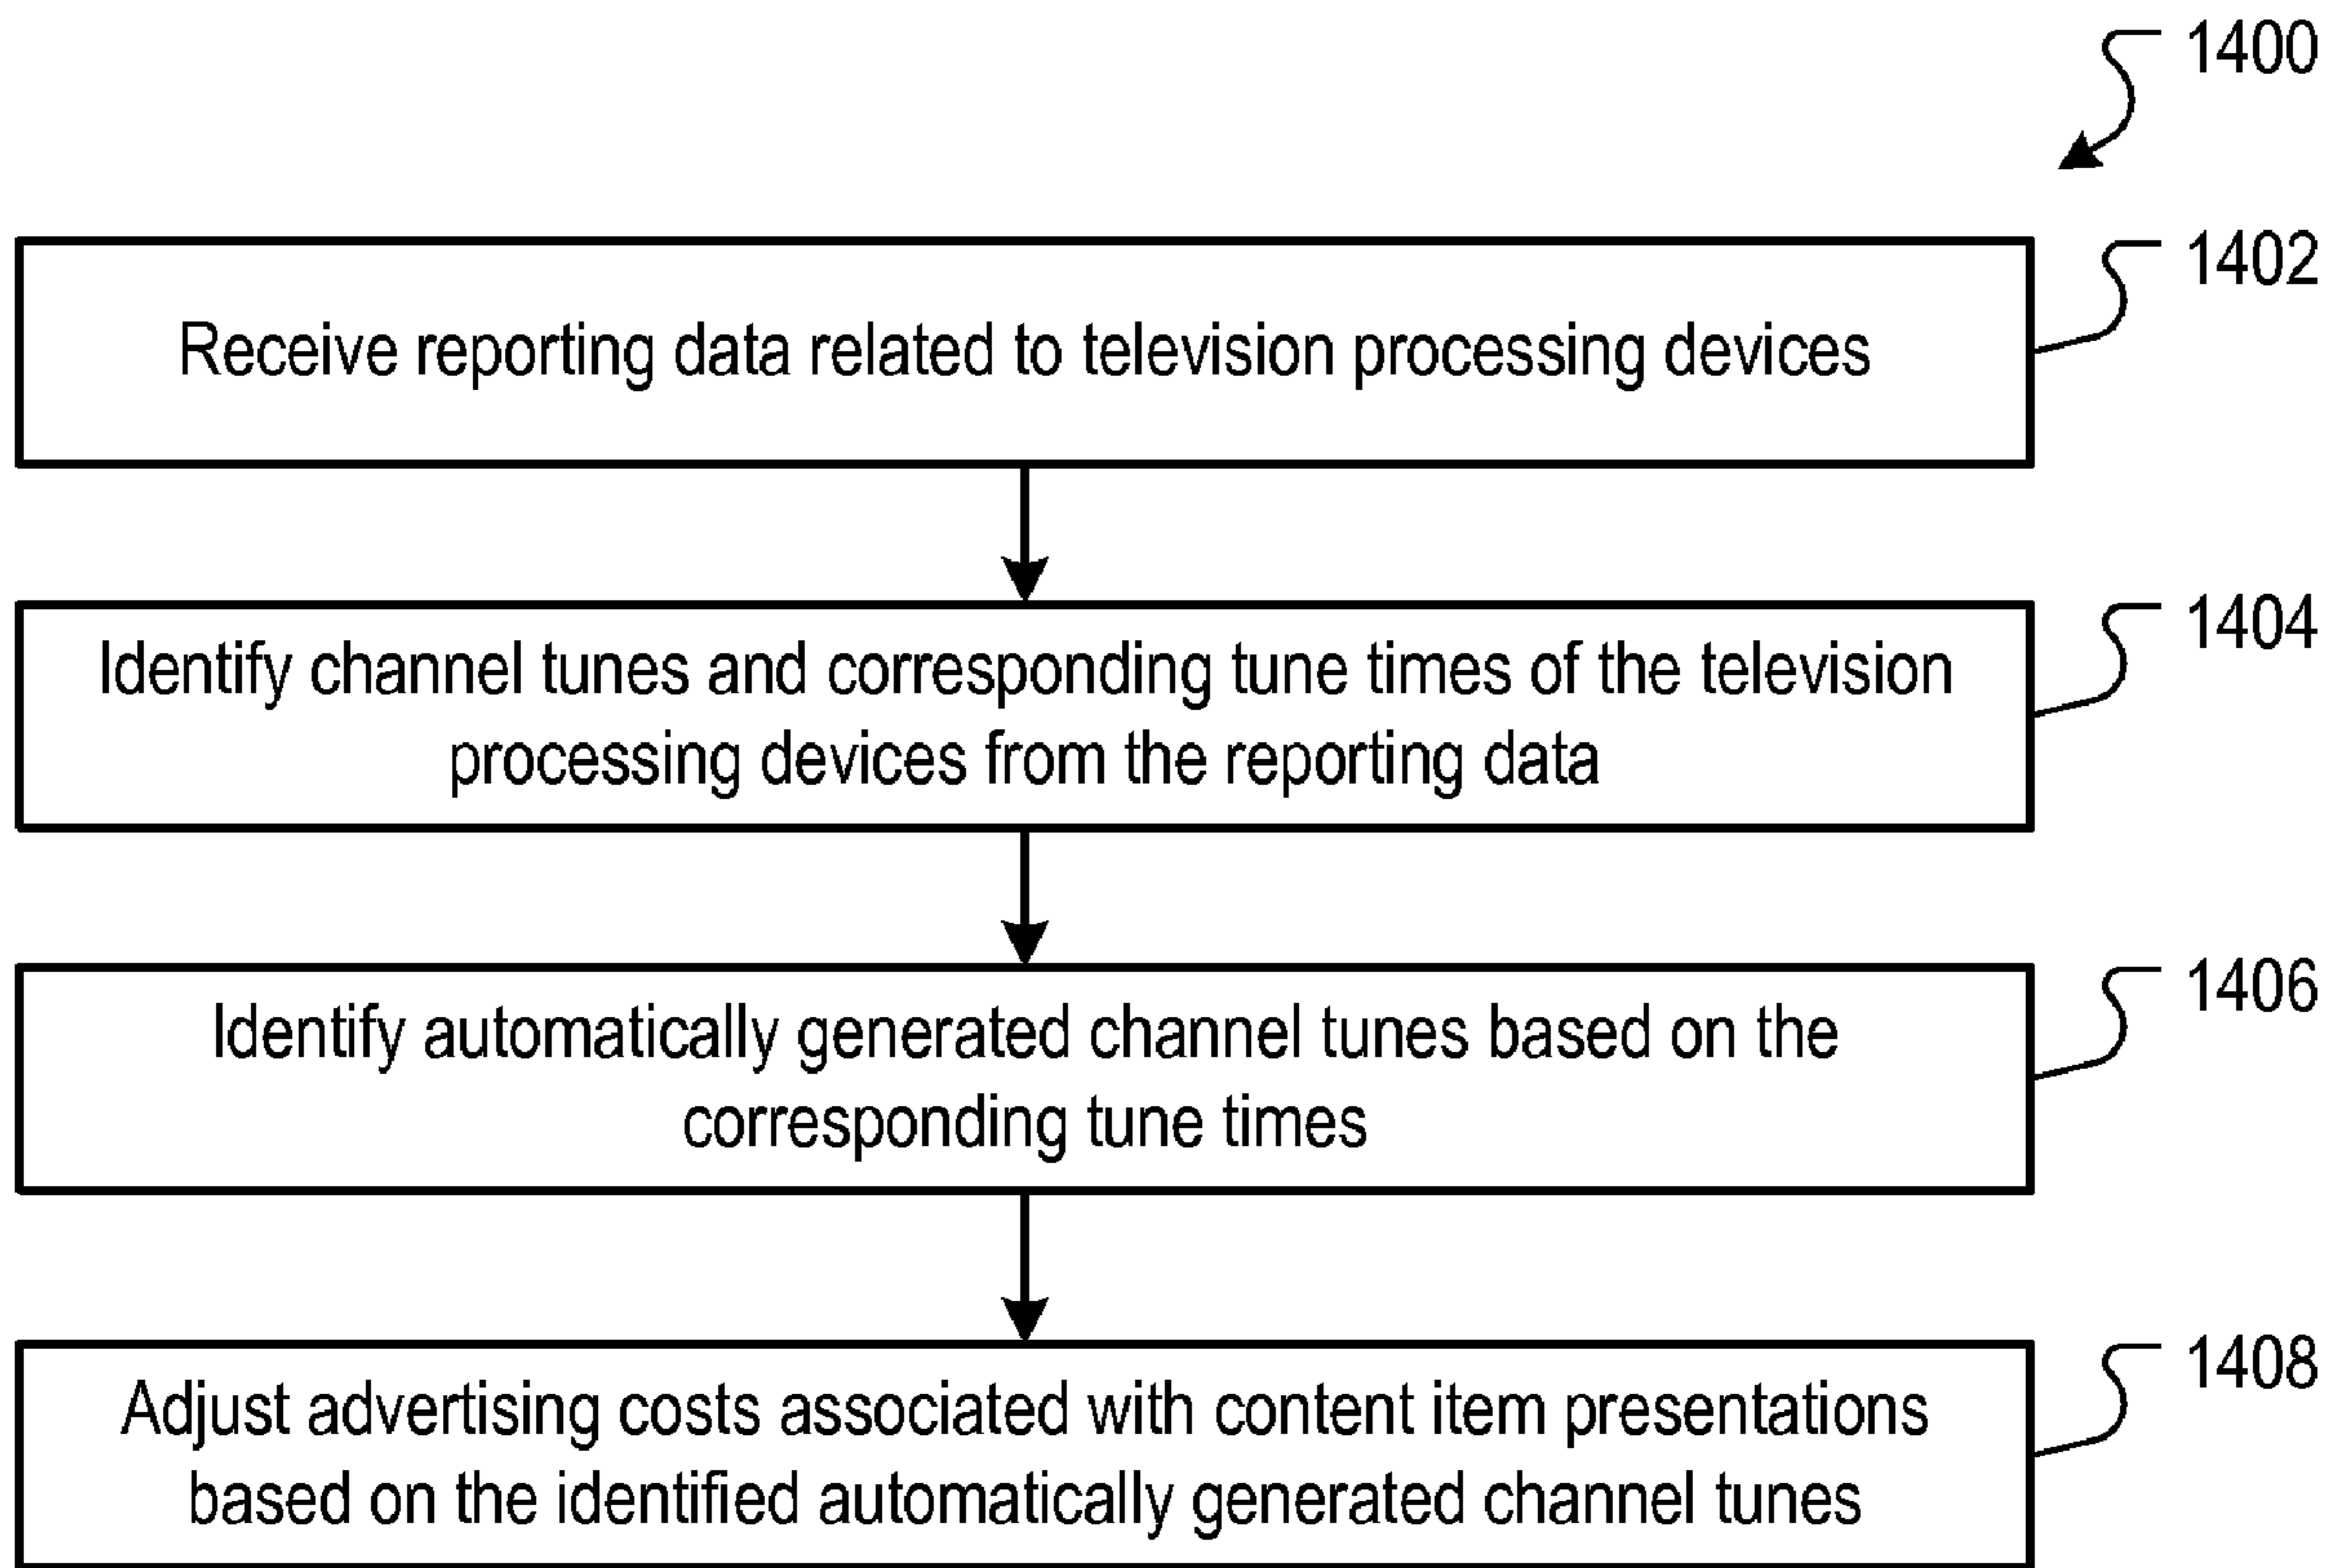 1400
1402
Receive reporting data related to television processing devices
1404
Identify channel tunes and corresponding tune times of the television
processing devices from the reporting data
1406
Identify automatically generated channel tunes based on the
corresponding tune times
1408
Adjust advertising costs associated with content item presentations
based on the identified automatically generated channel tunes